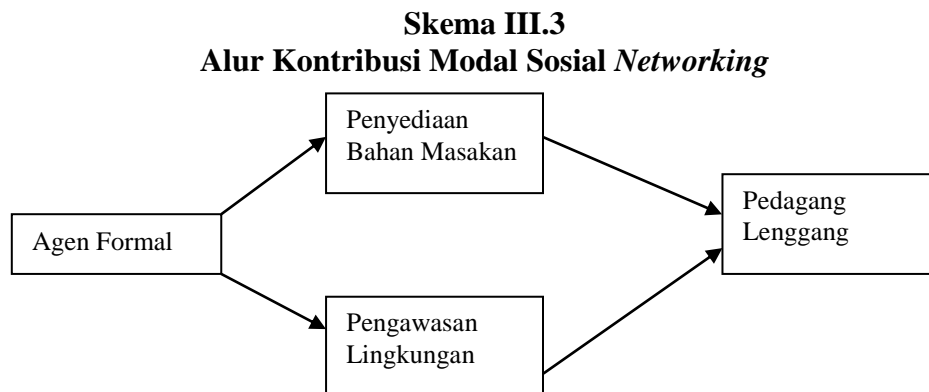 Skema III.3
Alur Kontribusi Modal Sosial Networking
Penyediaan
Bahan Masakan
Agen Formal
Pedagang
Lenggang
Pengawasan
Lingkungan